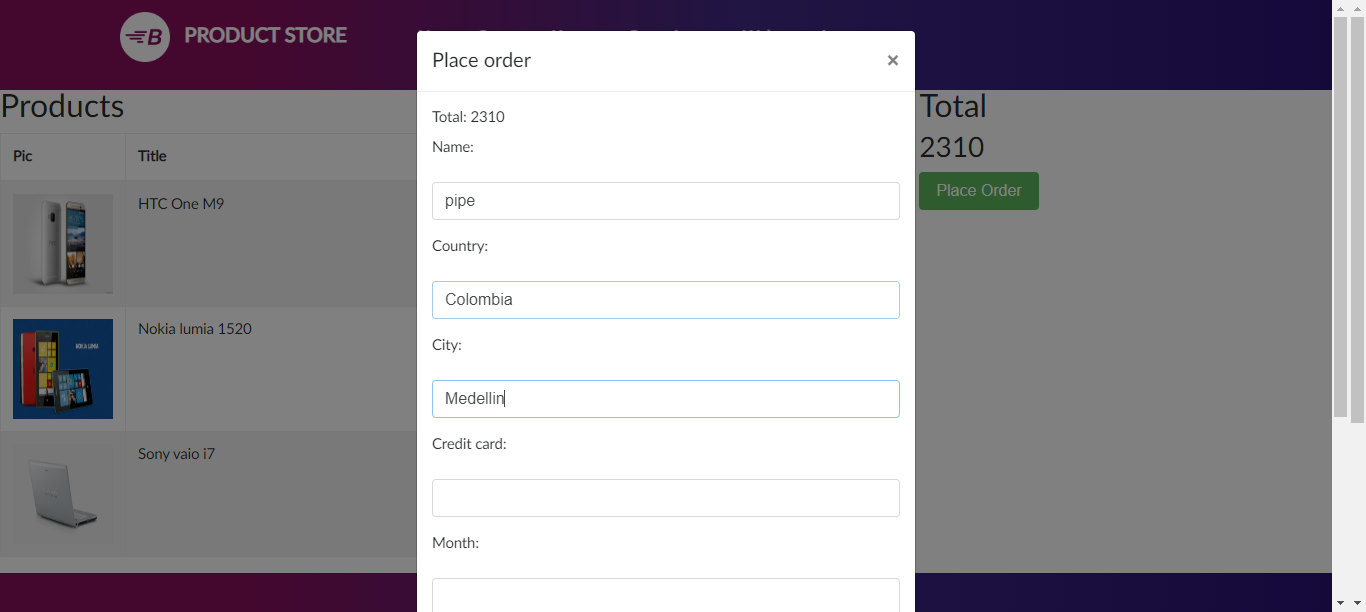 PRODUCT STORE
Place order
×
Total: 2310
Name:
pipe
Country:
Colombia
City:
Medellin
Credit card:
Month:
Products
Pic
Title
HTC One M9
Nokia lumia 1520
Sony vaio i7
Total
2310
Place Order